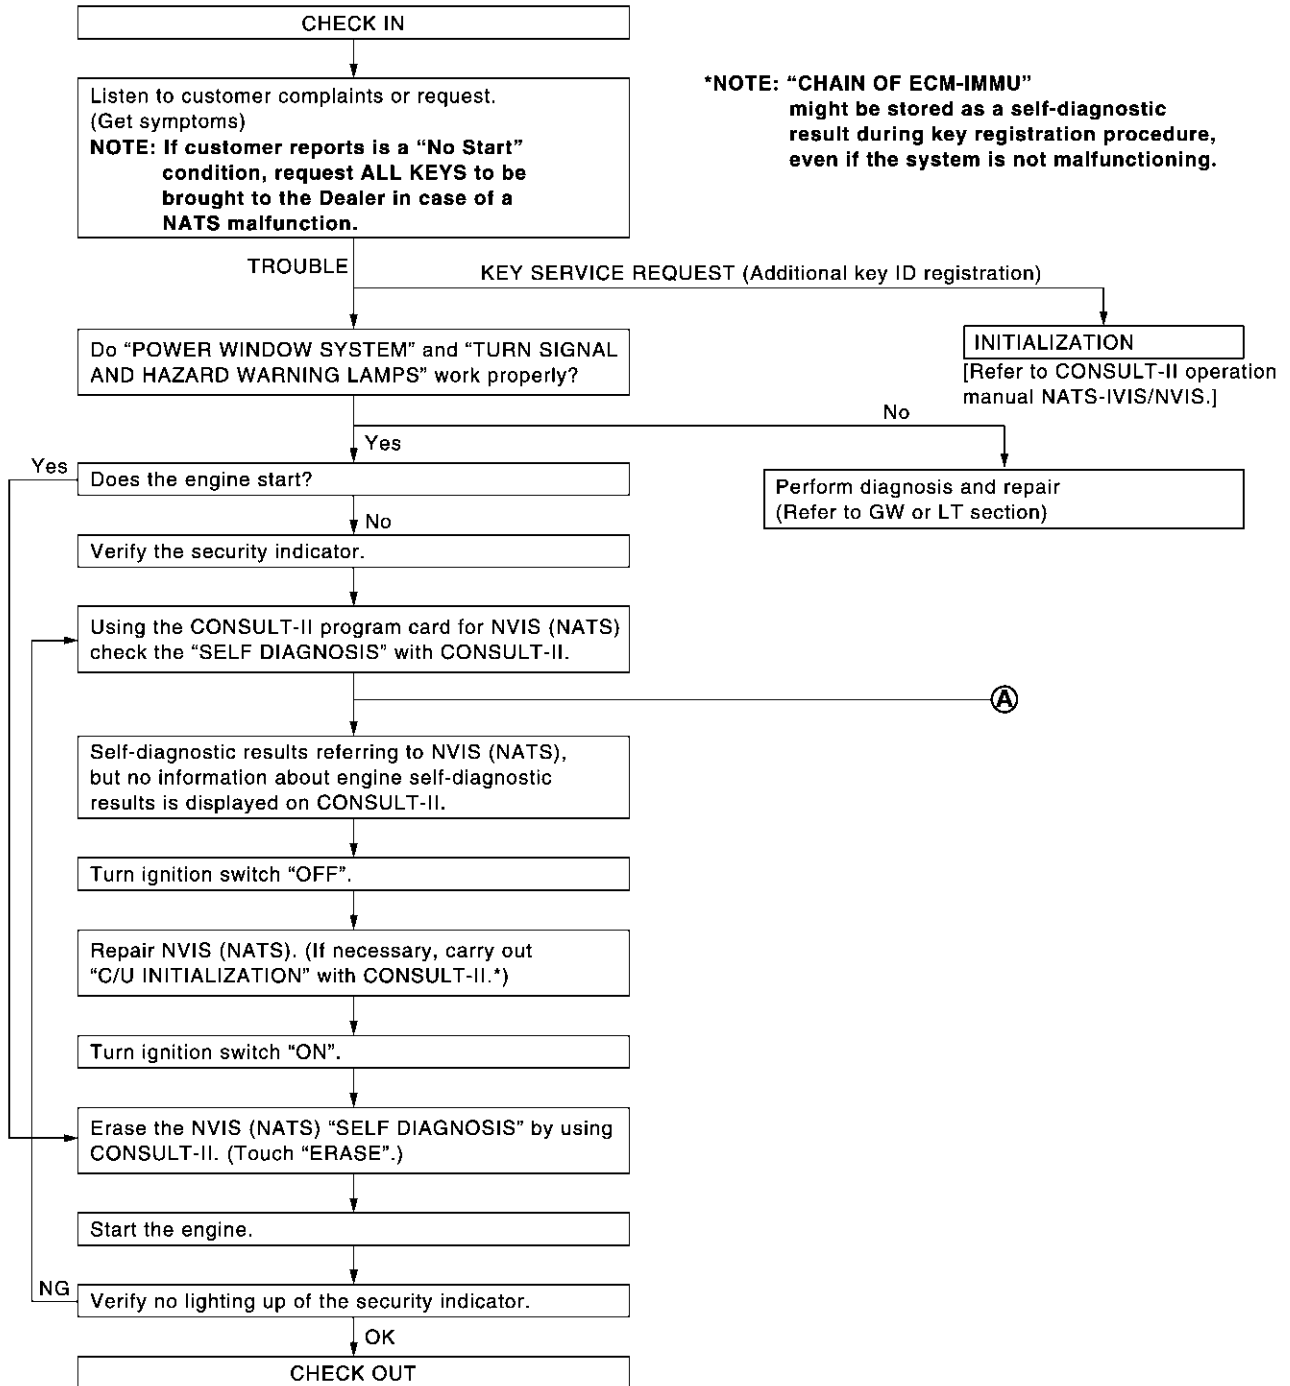 CHECK IN
Listen to customer complaints or request.
(Get symptoms)
NOTE: If customer reports is a “No Start”
condition, request ALL KEYS to be
brought to the Dealer in case of a
NATS malfunction.
*NOTE: “CHAIN OF ECM-IMMU”
might be stored as a self-diagnostic
result during key registration procedure,
even if the system is not malfunctioning.
TROUBLE
KEY SERVICE REQUEST (Additional key ID registration)
Do “POWER WINDOW SYSTEM” and “TURN SIGNAL
AND HAZARD WARNING LAMPS” work properly?
INITIALIZATION
[Refer to CONSULT-II operation
manual NATS-IVIS/NVIS.]
No
Yes
Yes
Does the engine start?
Perform diagnosis and repair
(Refer to GW or LT section)
No
Verify the security indicator.
Using the CONSULT-II program card for NVIS (NATS)
check the “SELF DIAGNOSIS” with CONSULT-II.
A
Self-diagnostic results referring to NVIS (NATS),
but no information about engine self-diagnostic
results is displayed on CONSULT-II.
Turn ignition switch “OFF”.
Repair NVIS (NATS). (If necessary, carry out
“C/U INITIALIZATION” with CONSULT-II.*)
Turn ignition switch “ON”.
Erase the NVIS (NATS) “SELF DIAGNOSIS” by using
CONSULT-II. (Touch “ERASE”.)
Start the engine.
NG
Verify no lighting up of the security indicator.
OK
CHECK OUT